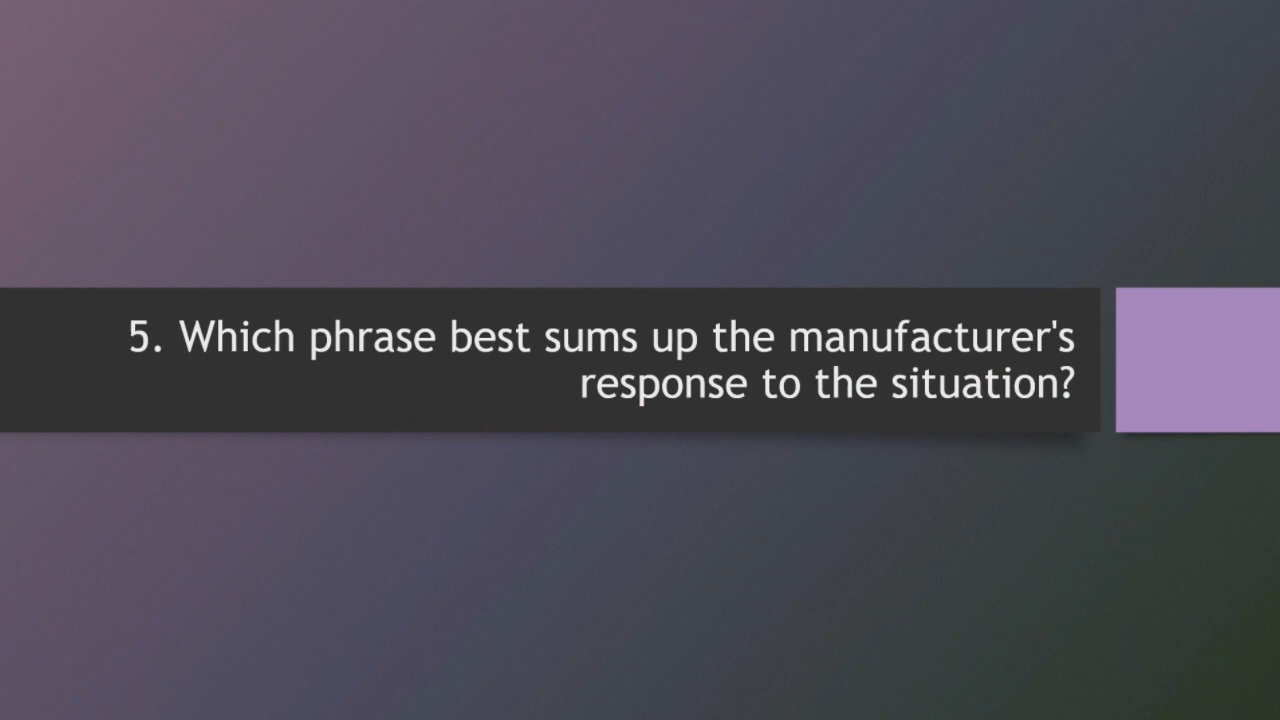 5. Which phrase best sums up the manufacturer's
response to the situation?